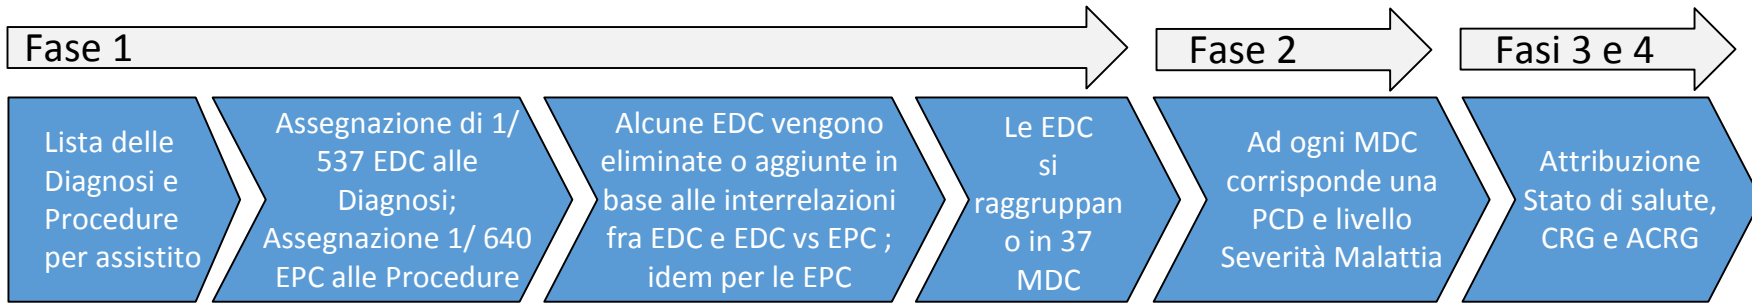 Fase 1
Fase 2
Fasi 3 e 4
Lista delle
Diagnosi e
Procedure
per assistito
Assegnazione di 1/
537 EDC alle
Diagnosi;
Assegnazione 1/ 640
EPC alle Procedure
Alcune EDC vengono
eliminate o aggiunte in
base alle interrelazioni
fra EDC e EDC vs EPC ;
idem per le EPC
Le EDC
si
raggruppan
o in 37
MDC
Ad ogni MDC
corrisponde una
PCD e livello
Severità Malattia
Attribuzione
Stato di salute,
CRG e ACRG